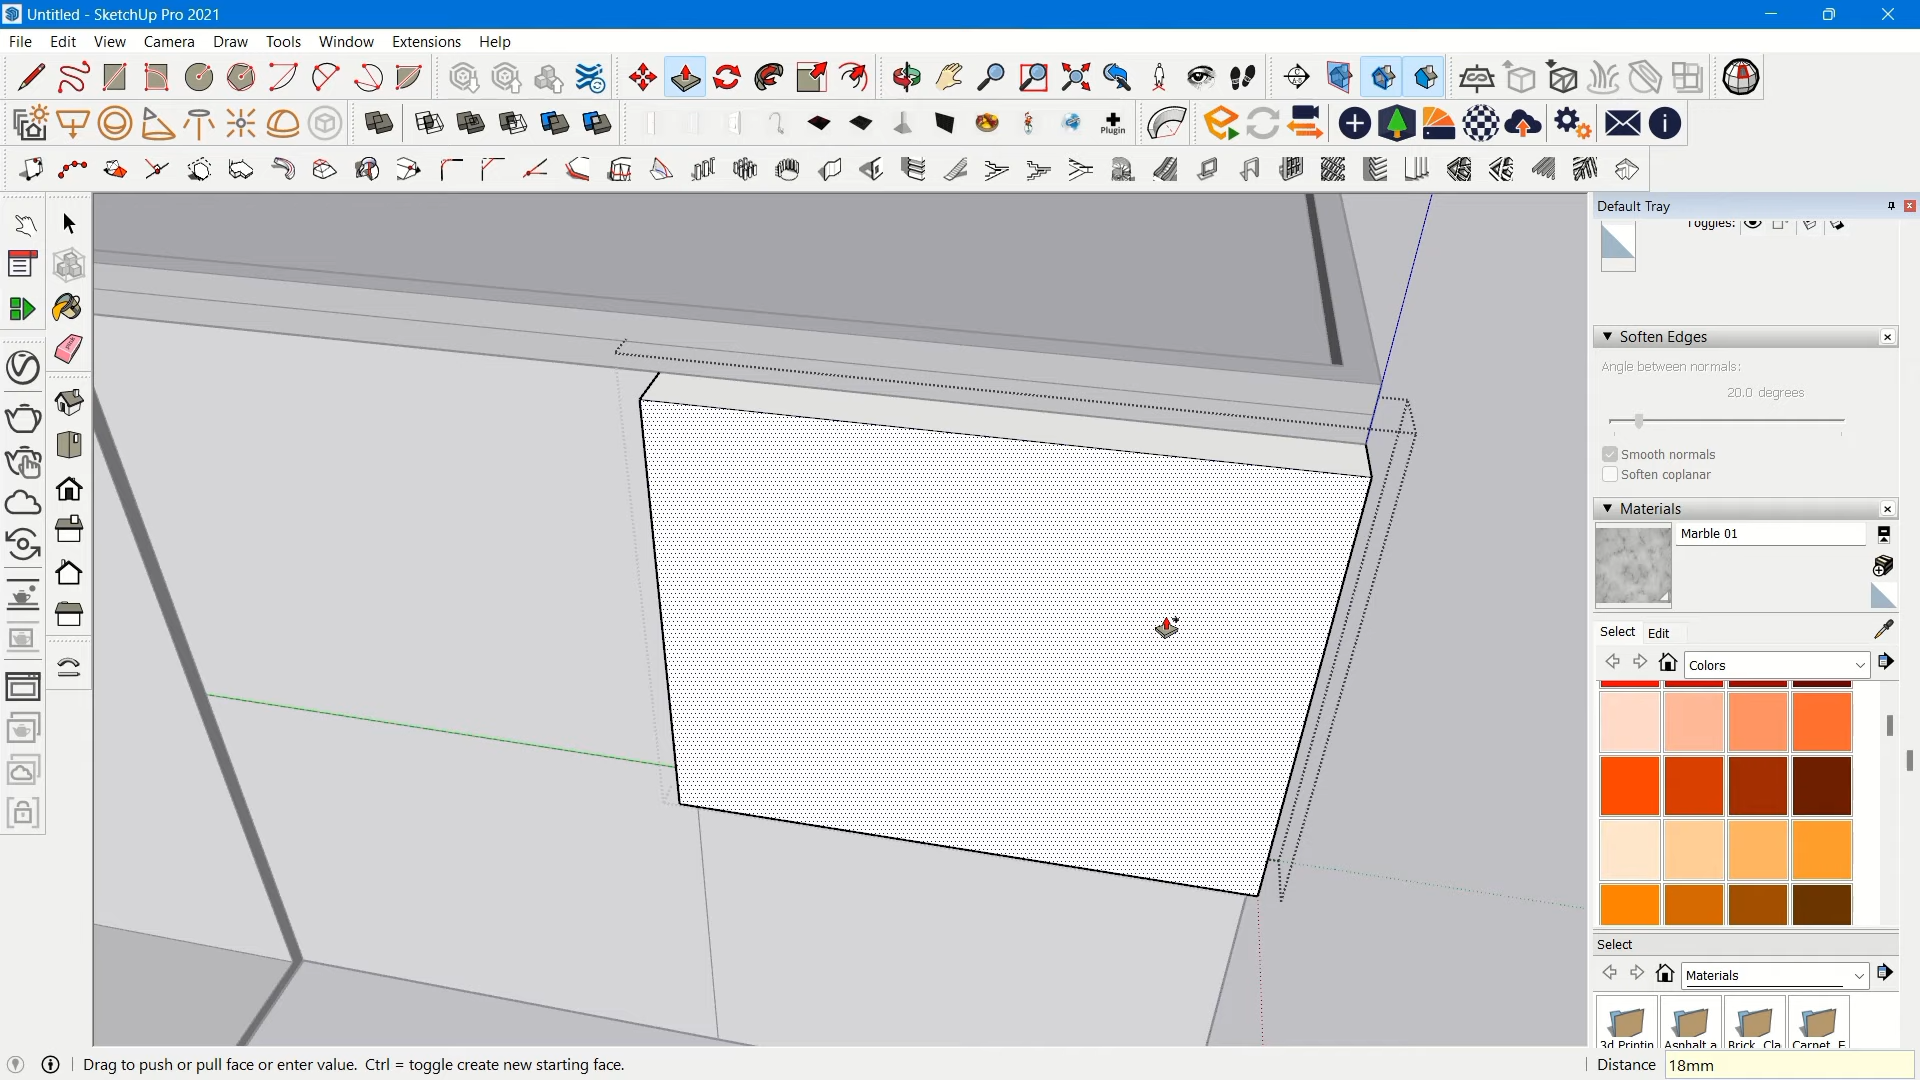 Untitled - SketchUp Pro 2021
File Edit View Camera Draw Tools Window Extensions Help
Plugin
Default Tray
Toggles:
Soften Edges
Angle between normals:
20.0 degrees
Smooth normals
Soften coplanar
Materials
Marble 01
Select Edit
Colors
Select
Materials
3d Printin Asphalt a Brick, Cla Carpet, F
Drag to push or pull face or enter value. Ctrl = toggle create new starting face.
Distance 18mm